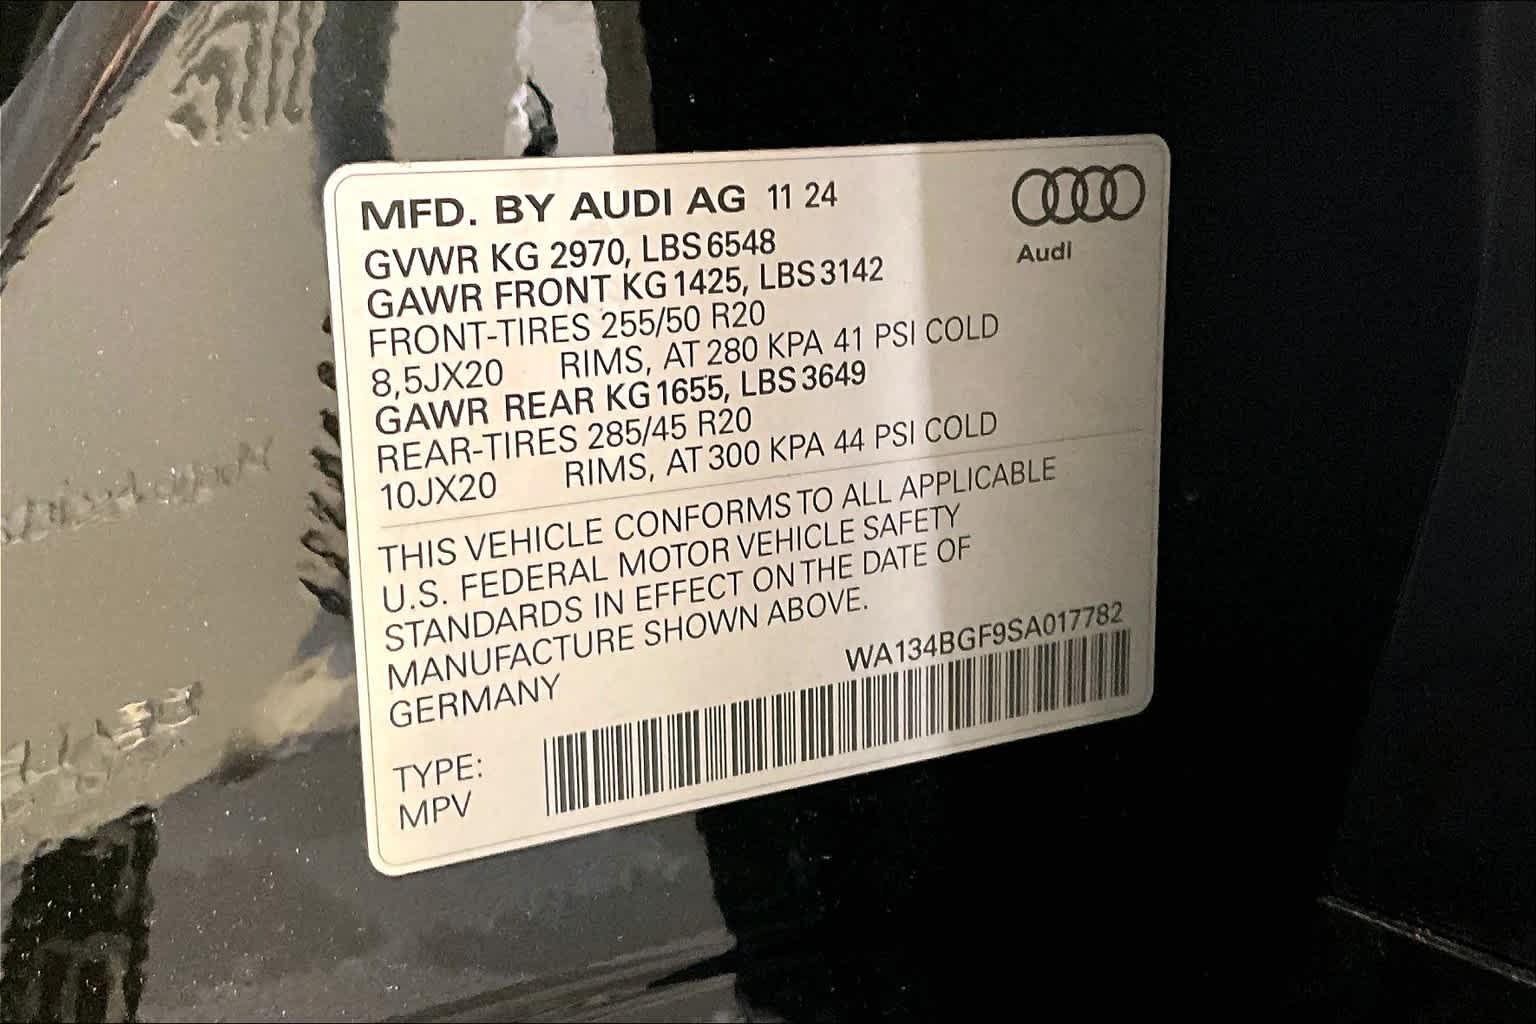 MFD. BY AUDI AG 11 24
Audi
GVWR KG 2970, LBS 6548
GAWR FRONT KG 1425, LBS 3142
FRONT-TIRES 255/50 R20
8,5JX20 RIMS, AT 280 KPA 41 PSI COLD
GAWR REAR KG 1655, LBS 3649
REAR-TIRES 285/45 R20
10JX20 RIMS, AT 300 KPA 44 PSI COLD
THIS VEHICLE CONFORMS TO ALL APPLICABLE
U.S. FEDERAL MOTOR VEHICLE SAFETY
STANDARDS IN EFFECT ON THE DATE OF
MANUFACTURE SHOWN ABOVE.
GERMANY
WA134BGF9SA017782
TYPE:
MPV